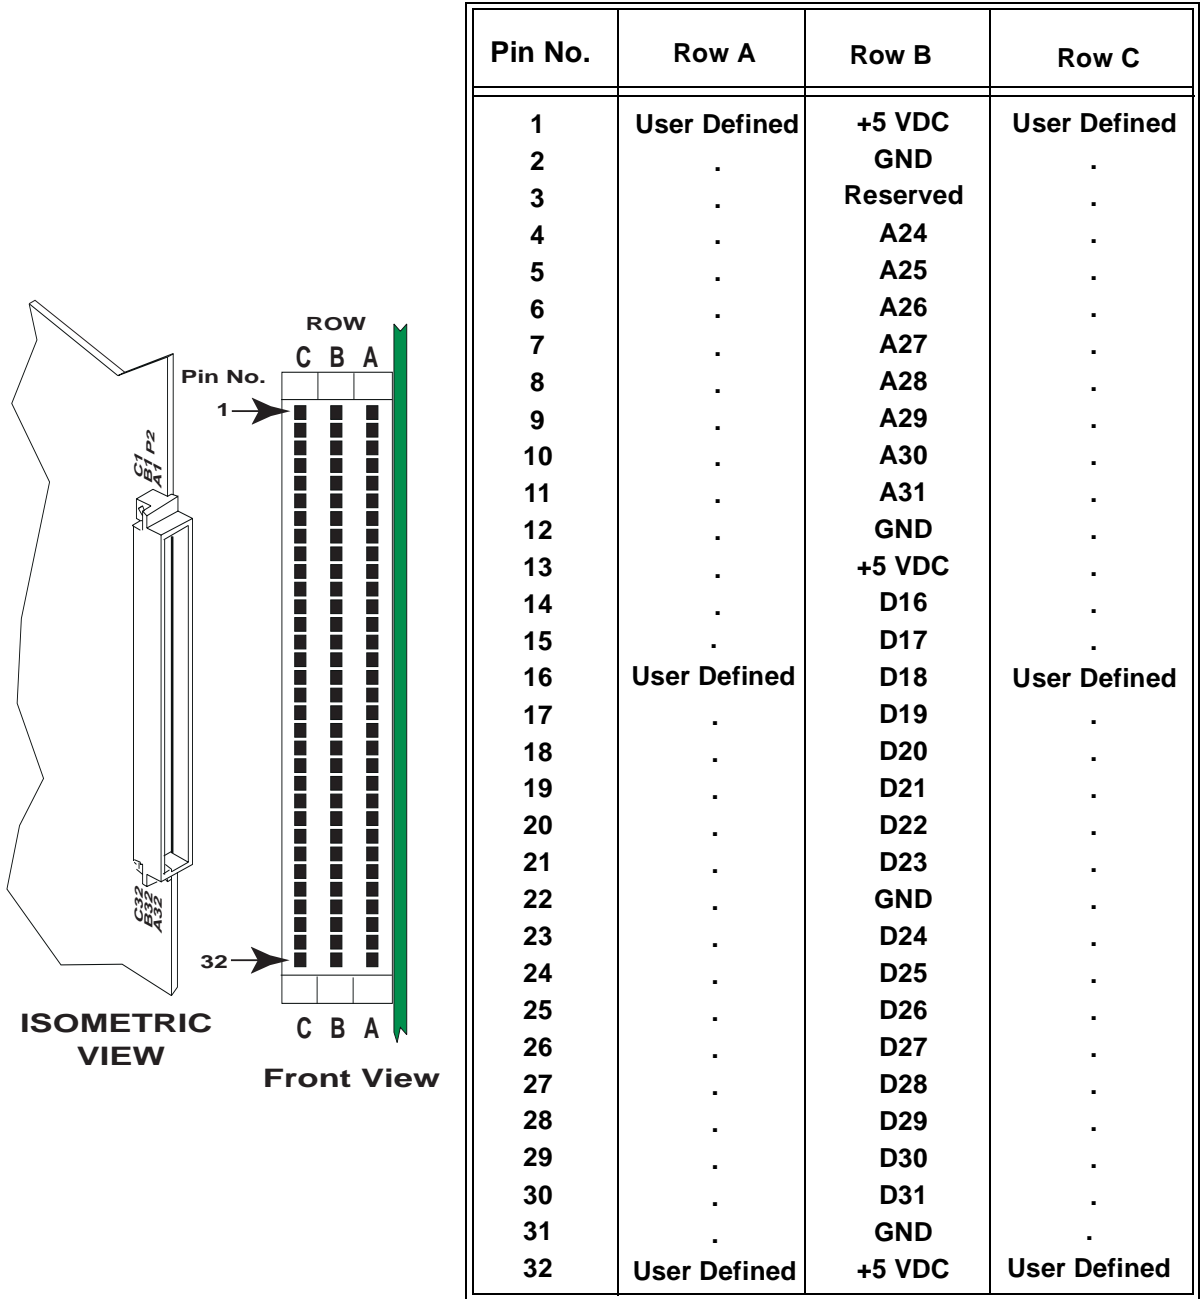 ROW
C B A
Pin No.
1
C1
B1 P2
A1
C32
B32
A32
32
C B A
ISOMETRIC
VIEW
Front View
Pin No. Row A Row B Row C
1 User Defined +5 VDC User Defined
2 . GND .
3 . Reserved .
4 . A24 .
5 . A25 .
6 . A26 .
7 . A27 .
8 . A28 .
9 . A29 .
10 . A30 .
11 . A31 .
12 . GND .
13 . +5 VDC .
14 . D16 .
15 . D17 .
16 User Defined D18 User Defined
17 . D19 .
18 . D20 .
19 . D21 .
20 . D22 .
21 . D23 .
22 . GND .
23 . D24 .
24 . D25 .
25 . D26 .
26 . D27 .
27 . D28 .
28 . D29 .
29 . D30 .
30 . D31 .
31 . GND .
32 User Defined +5 VDC User Defined